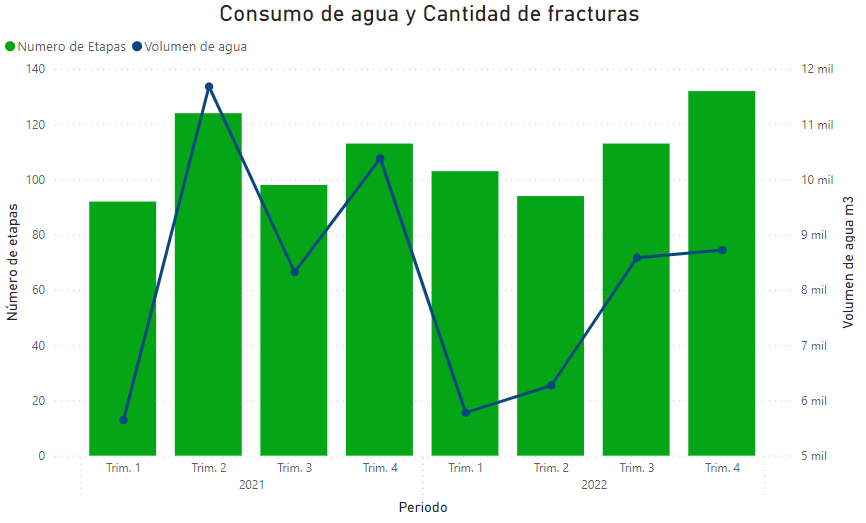 Consumo de agua y Cantidad de fracturas
Numero de Etapas Volumen de agua
140 12 mil
120 11 mil
100 10 mil
80 9 mil
60 8 mil
40 7 mil
20 6 mil
0 5 mil
Número de etapas
Volumen de agua m3
Trim. 1 Trim. 2 Trim. 3 Trim. 4 Trim. 1 Trim. 2 Trim. 3 Trim. 4
2021 2022
Periodo